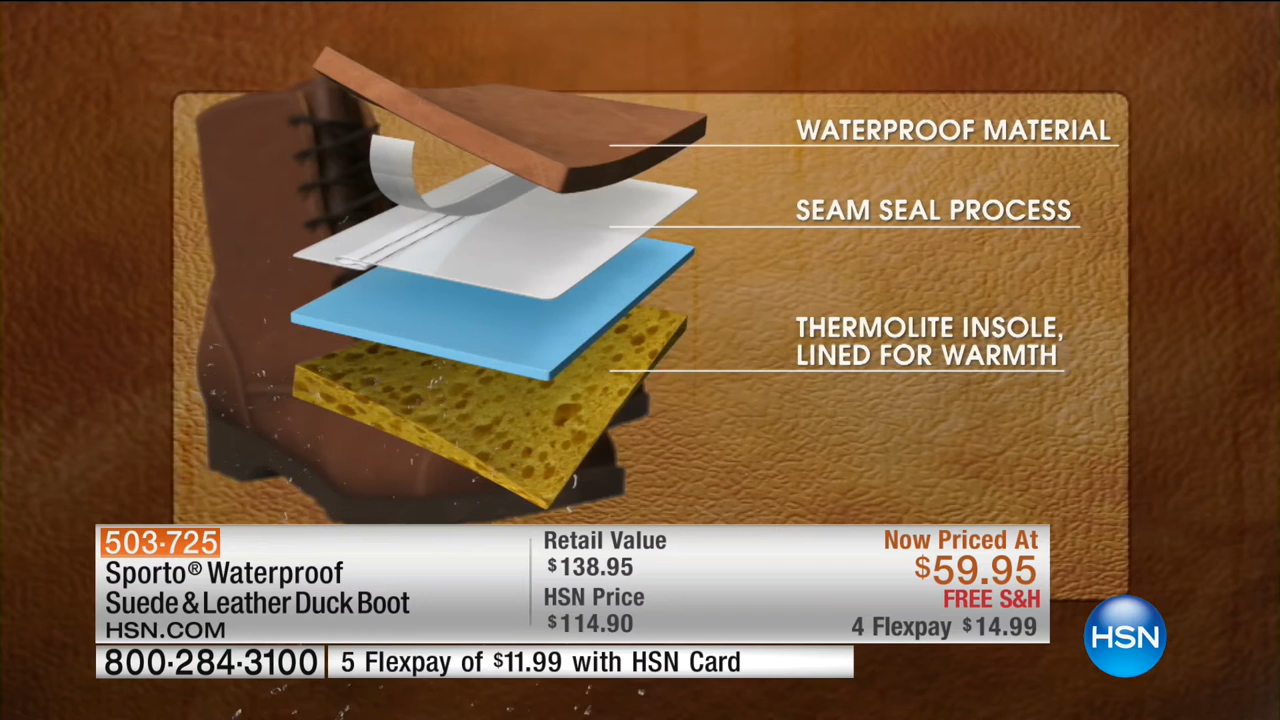 WATERPROOF MATERIAL
SEAM SEAL PROCESS
THERMOLITE INSOLE,
LINED FOR WARMTH
503·725
Sporto® Waterproof
Suede & Leather Duck Boot
HSN.COM
Retail Value
$138.95
HSN Price
$114.90
Now Priced At
$59.95
FREE S&H
4 Flexpay $14.99
HSN
800·284·3100
5 Flexpay of $11.99 with HSN Card